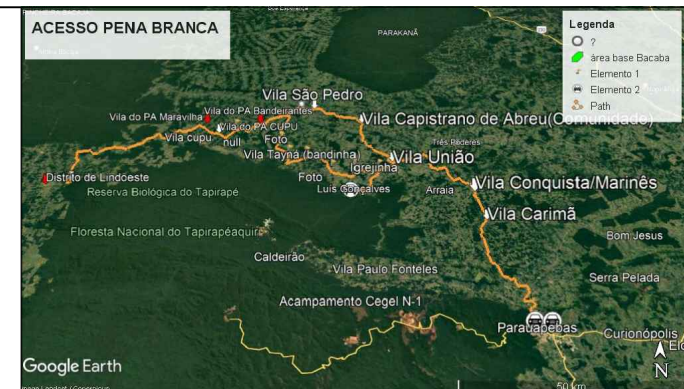 ACESSO PENA BRANCA
Legenda
?
área base Bacaba
Elemento 1
Elemento 2
Path
PARAKANÃ
Vila São Pedro
Vila do PA Maravilha
Vila do PA Bandeirantes
Vila Capistrano de Abreu(Comunidade)
Vila do PA CUPU
Vila cupu
null
Foto
Três Poderes
Vila Tayná (bandinha)
Igrejinha
Vila União
Distrito de Lindoeste
Foto
Luis Gonçalves
Arraia
Vila Conquista/Marinês
Reserva Biológica do Tapirapé
Vila Carimã
Floresta Nacional do Tapirapéaquiri
Bom Jesus
Caldeirão
Vila Paulo Fonteles
Serra Pelada
Acampamento Cegel N-1
Parauapebas
Curionópolis
Google Earth
N
50 km